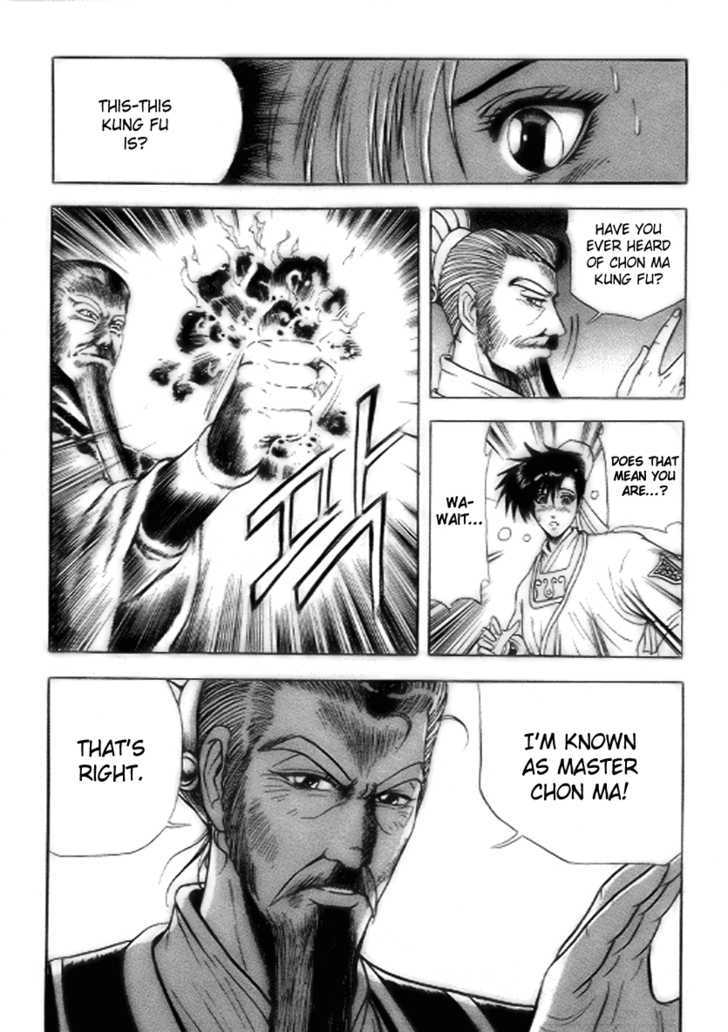 THIS-THIS
KUNG FU
IS?
HAVE YOU
EVER HEARD
OF CHON MA
KUNG FU?
WA-
WAIT...
DOES THAT
MEAN YOU
ARE...?
THAT'S
RIGHT.
I'M KNOWN
AS MASTER
CHON MA!